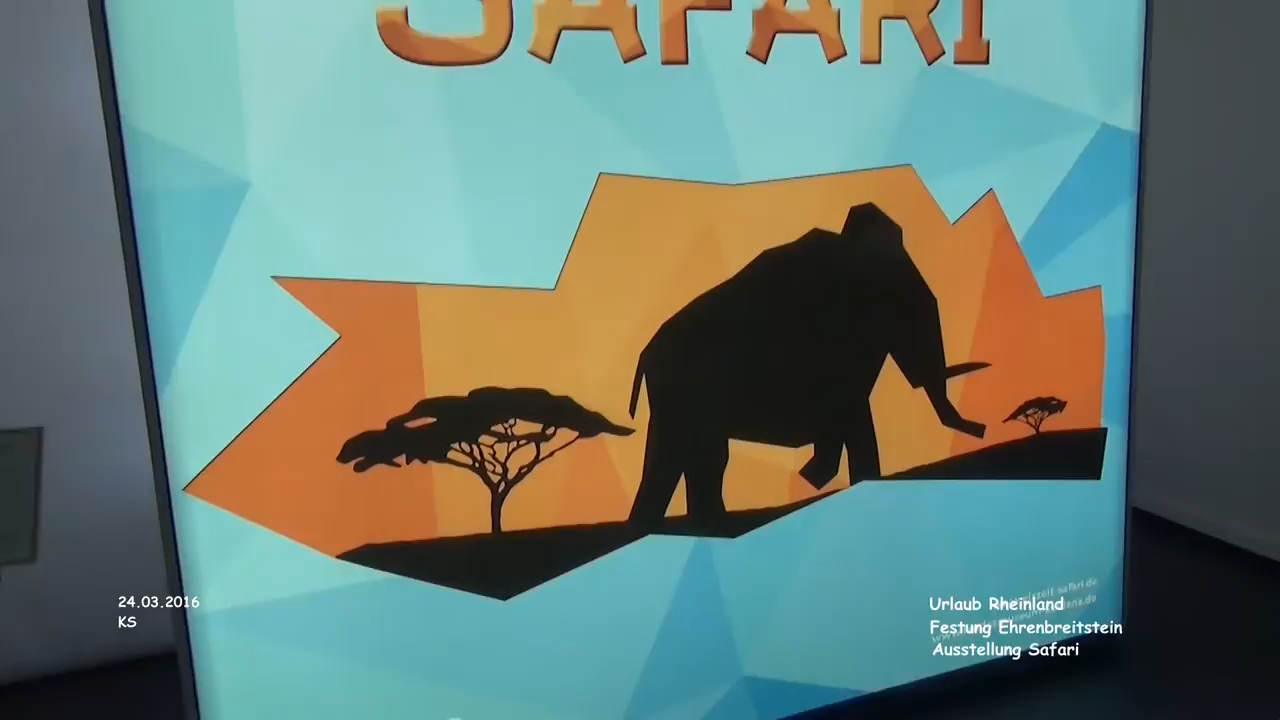 SAFARI
24.03.2016
KS
Urlaub Rheinland
Festung Ehrenbreitstein
Ausstellung Safari